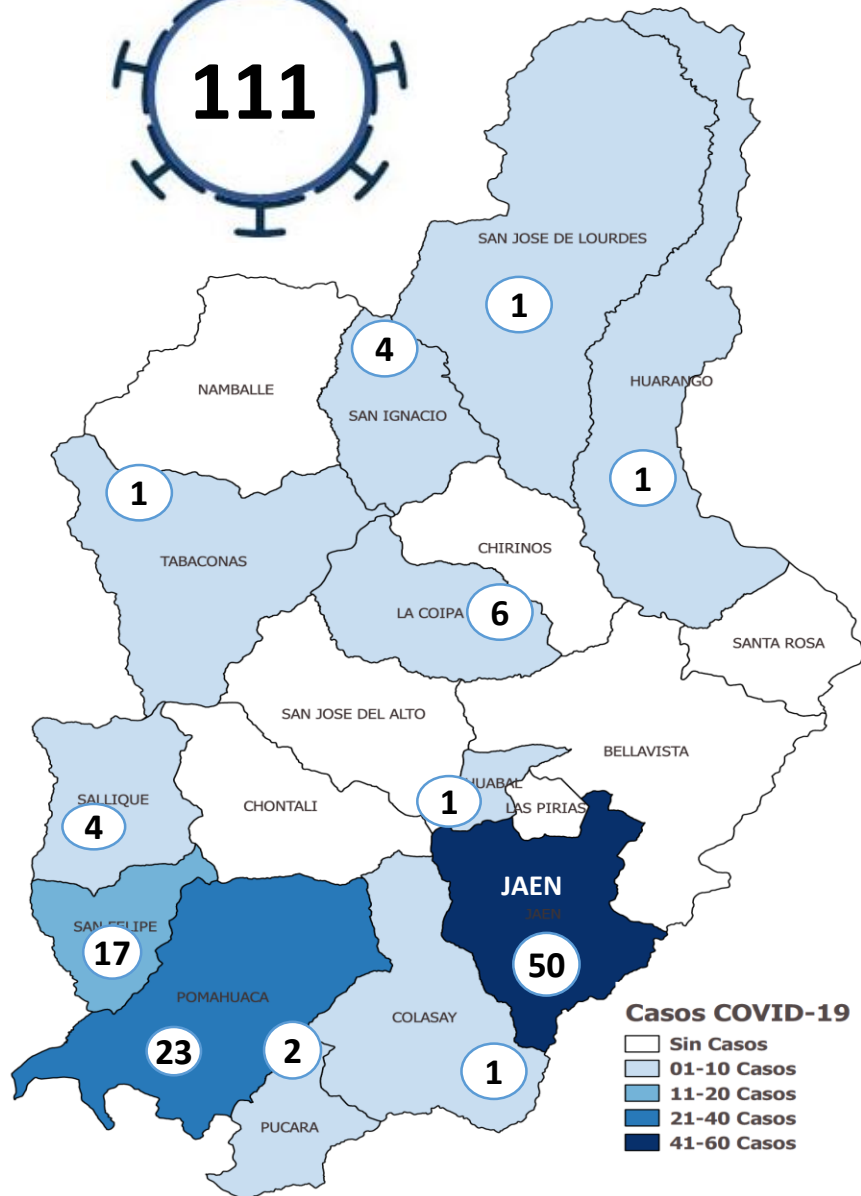 111
SAN JOSE DE LOURDES
1
4
NAMBALLE
HUARANGO
SAN IGNACIO
1
1
CHIRINOS
TABACONAS
LA COIPA
6
SANTA ROSA
SAN JOSE DEL ALTO
BELLAVISTA
HUABAL
SALLIQUE
1
CHONTALI
LAS PIRIAS
4
JAEN
JAEN
SAN FELIPE
17
50
POMAHUACA
COLASAY
23
2
1
PUCARA
Casos COVID-19
Sin Casos
01-10 Casos
11-20 Casos
21-40 Casos
41-60 Casos